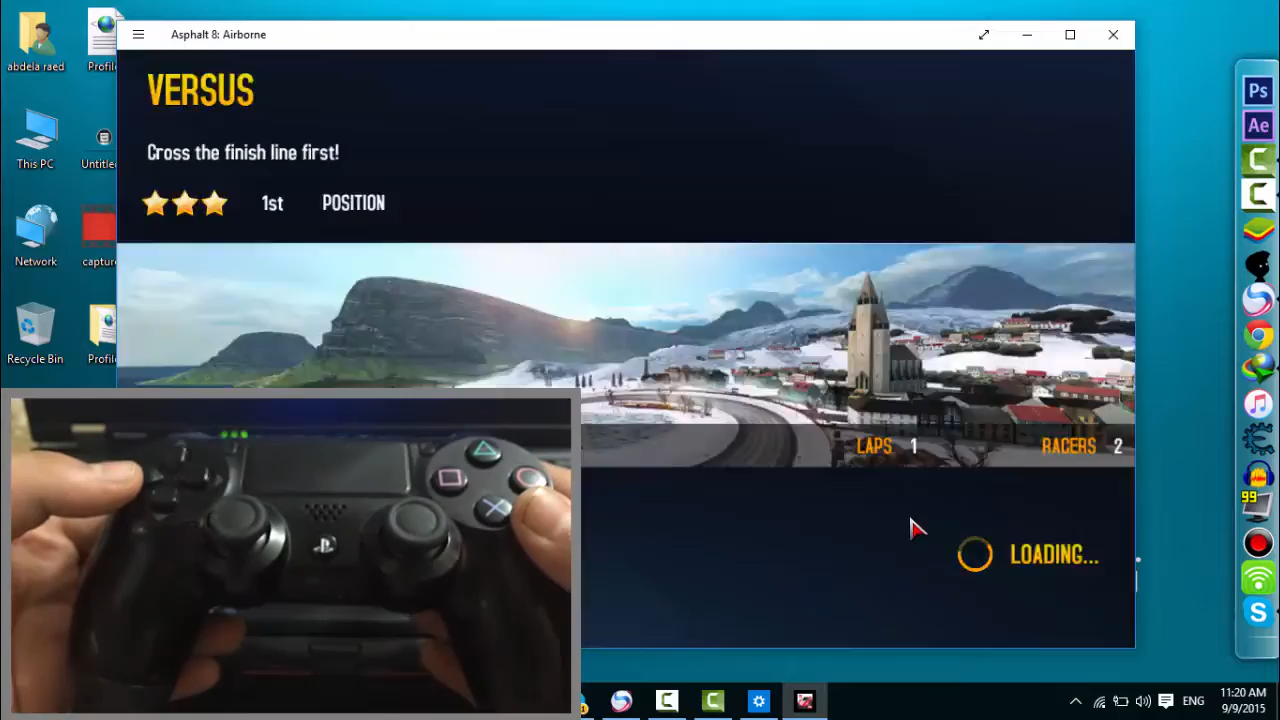 Asphalt 8: Airborne
abdela raed
Profil
VERSUS
Cross the finish line first!
This PC
Untitle
1st POSITION
Network
captur
Recycle Bin
Profil
LAPS 1 RACERS 2
LOADING...
Ps
Ae
99
S
ENG
11:20 AM
9/9/2015